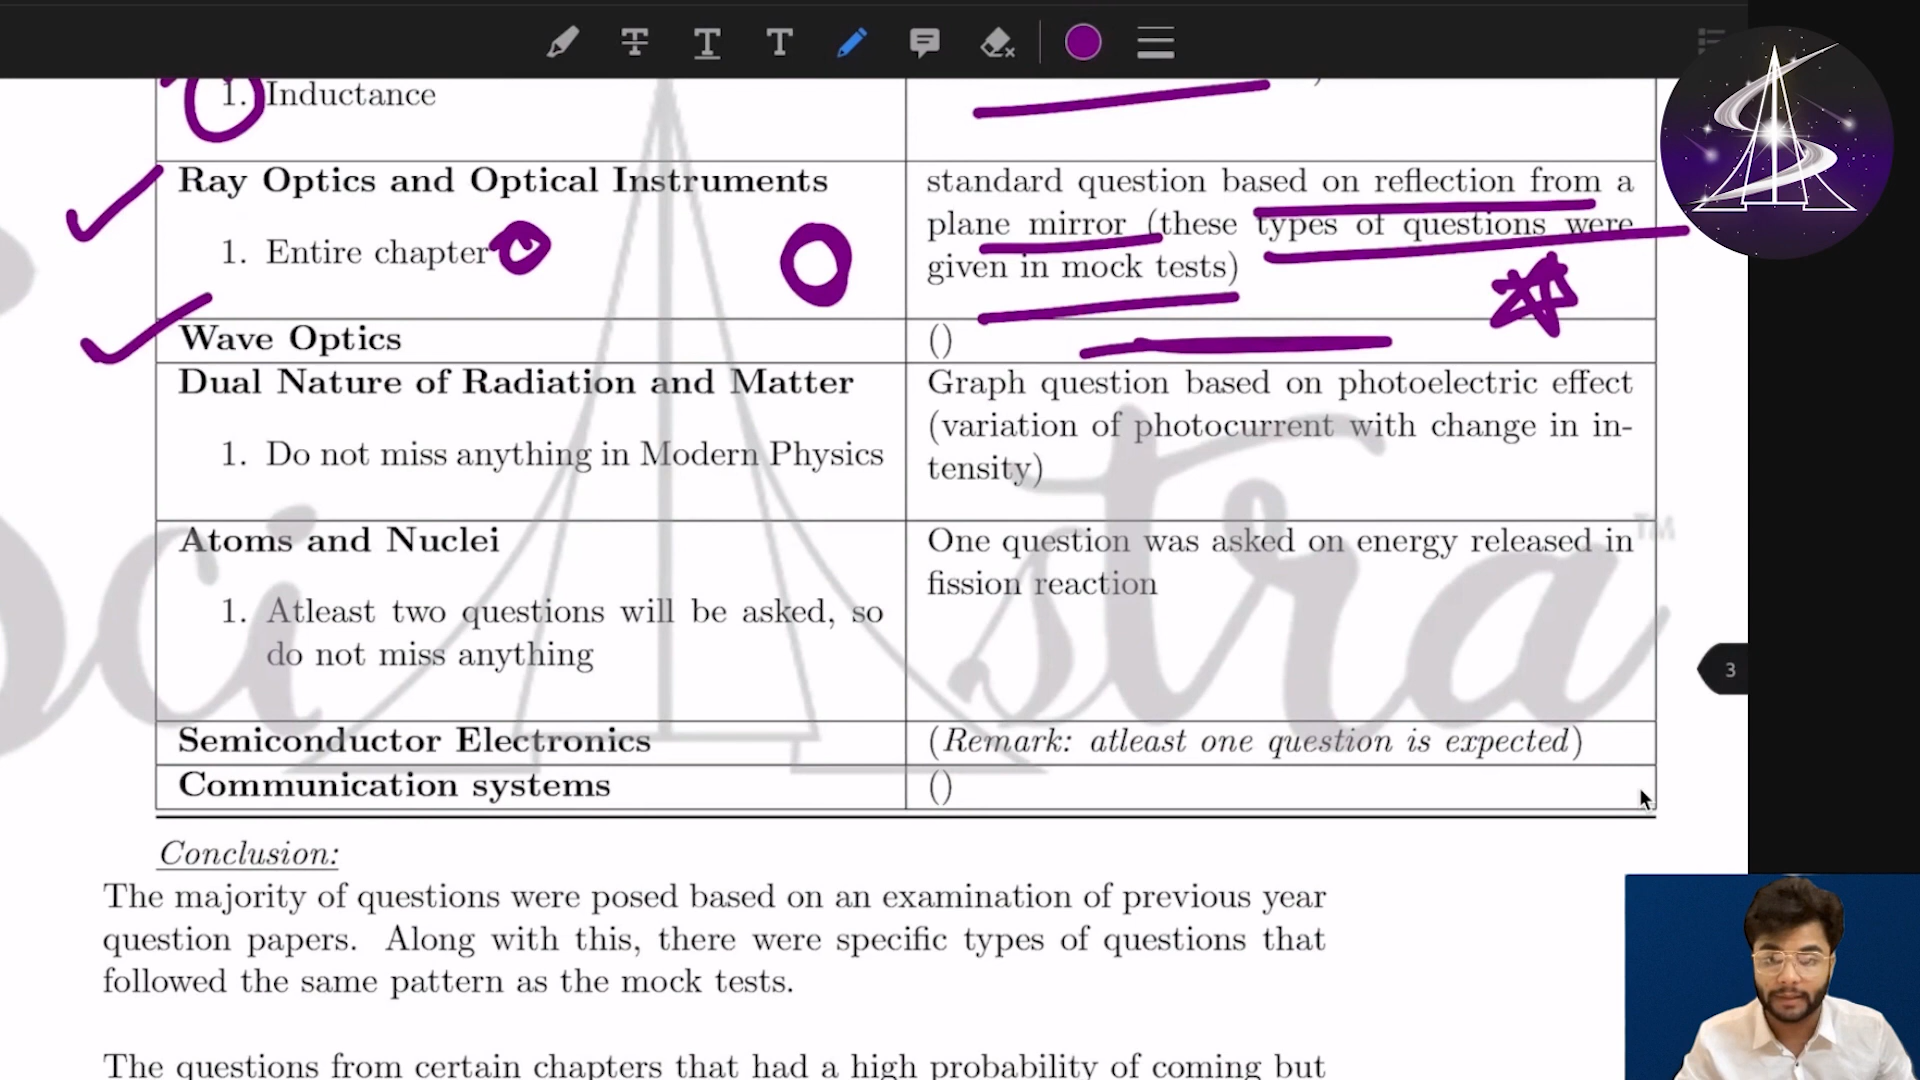 1. Inductance
Ray Optics and Optical Instruments
1. Entire chapter
standard question based on reflection from a
plane mirror (these types of questions were
given in mock tests)
Wave Optics
()
Dual Nature of Radiation and Matter
1. Do not miss anything in Modern Physics
Graph question based on photoelectric effect
(variation of photocurrent with change in in-
tensity)
Atoms and Nuclei
1. Atleast two questions will be asked, so
do not miss anything
One question was asked on energy released in
fission reaction
Semiconductor Electronics
(Remark: atleast one question is expected)
Communication systems
()
3
Conclusion:
The majority of questions were posed based on an examination of previous year
question papers. Along with this, there were specific types of questions that
followed the same pattern as the mock tests.
The questions from certain chapters that had a high probability of coming but
Sci Astra™